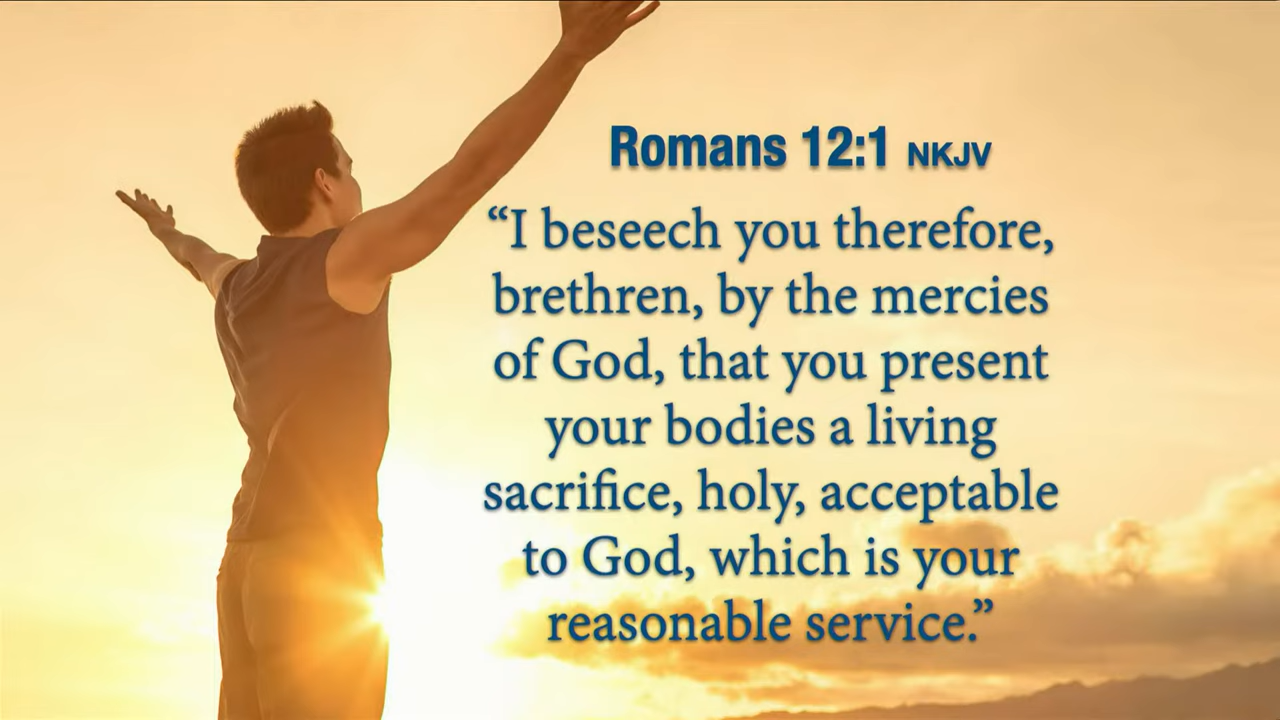 Romans 12:1 NKJV
“I beseech you therefore,
brethren, by the mercies
of God, that you present
your bodies a living
sacrifice, holy, acceptable
to God, which is your
reasonable service.”